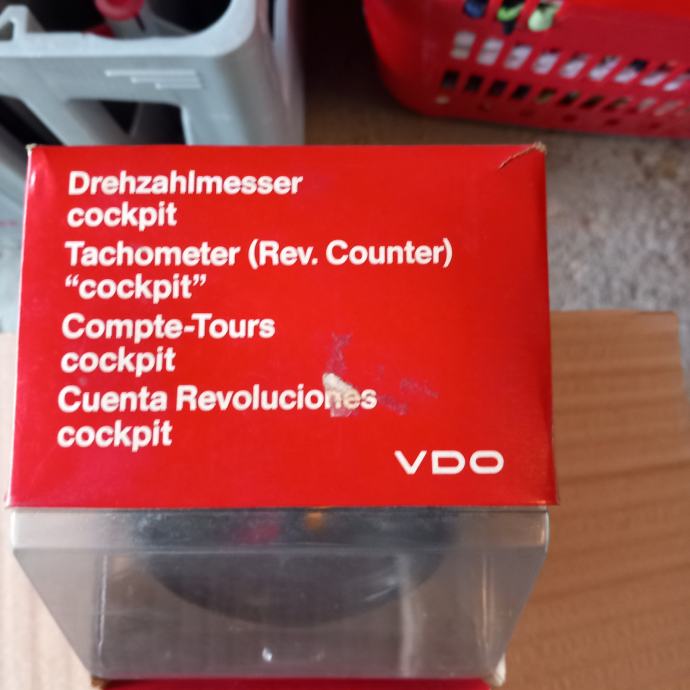 Drehzahlmesser
cockpit
Tachometer (Rev. Counter)
“cockpit”
Compte-Tours
cockpit
Cuenta Revoluciones
cockpit
VDO